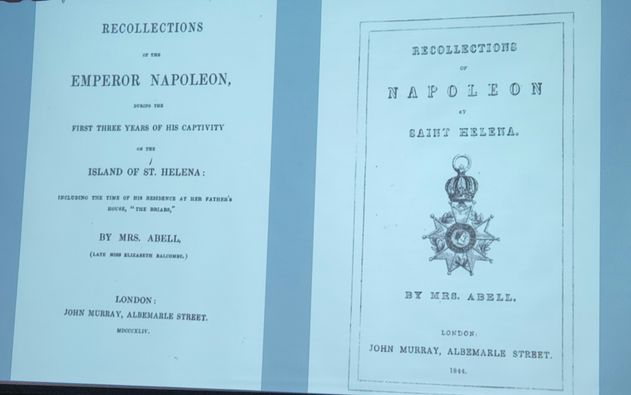 RECOLLECTIONS
OF THE
EMPEROR NAPOLEON,
DURING THE
FIRST THREE YEARS OF HIS CAPTIVITY
ON THE
ISLAND OF ST. HELENA:
INCLUDING THE TIME OF HIS RESIDENCE AT HER FATHER'S
HOUSE, "THE BRIARS,"
BY MRS. ABELL,
(LATE MISS ELIZABETH BALCOMBE.)
LONDON:
JOHN MURRAY, ALBEMARLE STREET.
MDCCCXLIV.
RECOLLECTIONS
OF
NAPOLEON
AT
SAINT HELENA.
BY MRS. ABELL.
LONDON:
JOHN MURRAY, ALBEMARLE STREET.
1844.